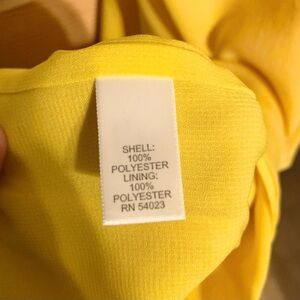 SHELL:
100%
POLYESTER
LINING:
100%
POLYESTER
RN 54023